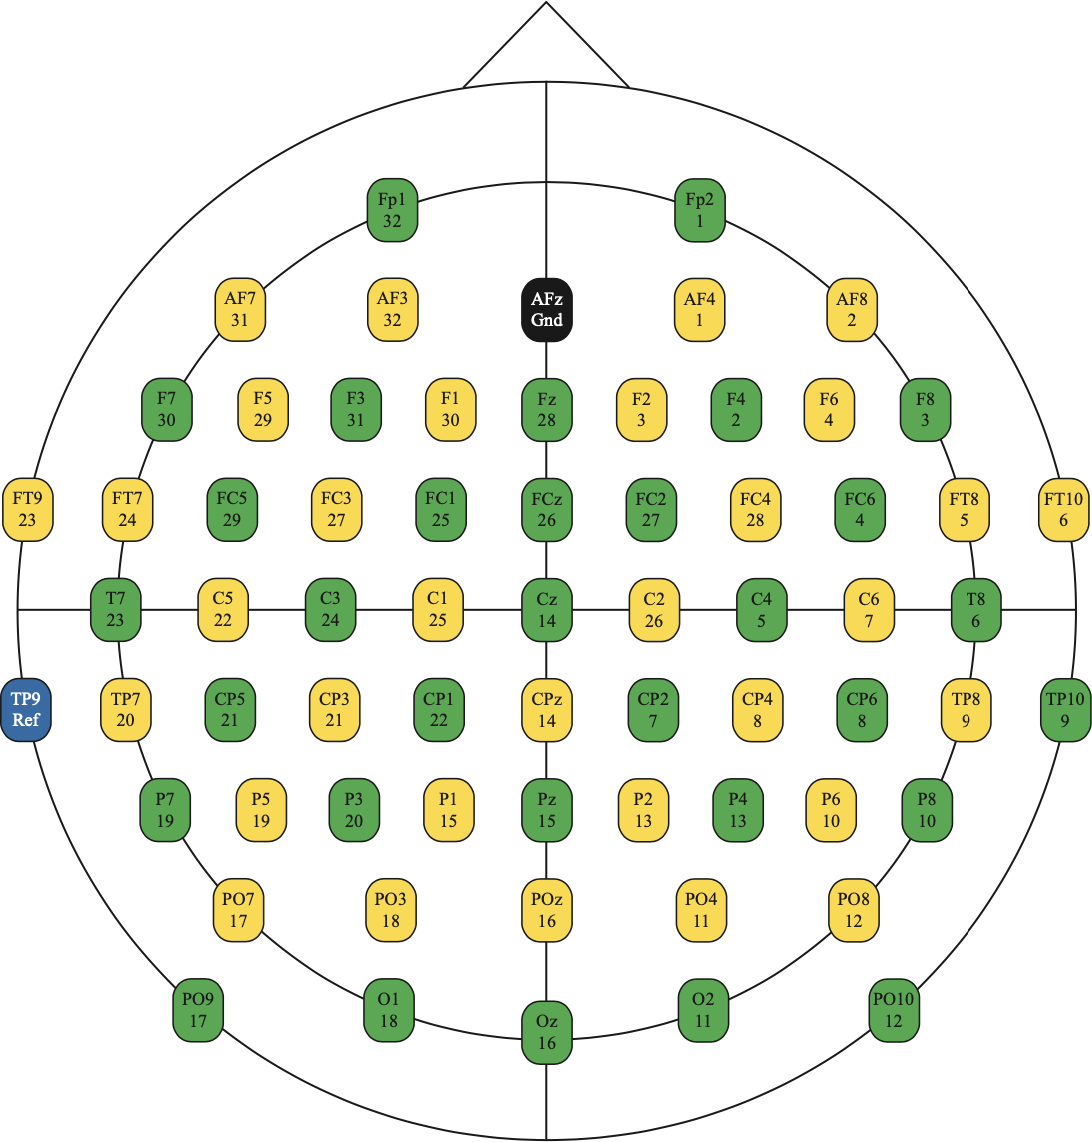 Fp1
32
Fp2
1
AF7
31
AF3
32
AFz
Gnd
AF4
1
AF8
2
F7
30
F5
29
F3
31
F1
30
Fz
28
F2
3
F4
2
F6
4
F8
3
FT9
23
FT7
24
FC5
29
FC3
27
FC1
25
FCz
26
FC2
27
FC4
28
FC6
4
FT8
5
FT10
6
T7
23
C5
22
C3
24
C1
25
Cz
14
C2
26
C4
5
C6
7
T8
6
TP9
Ref
TP7
20
CP5
21
CP3
21
CP1
22
CPz
14
CP2
7
CP4
8
CP6
8
TP8
9
TP10
9
P7
19
P5
19
P3
20
P1
15
Pz
15
P2
13
P4
13
P6
10
P8
10
PO7
17
PO3
18
POz
16
PO4
11
PO8
12
PO9
17
O1
18
Oz
16
O2
11
PO10
12